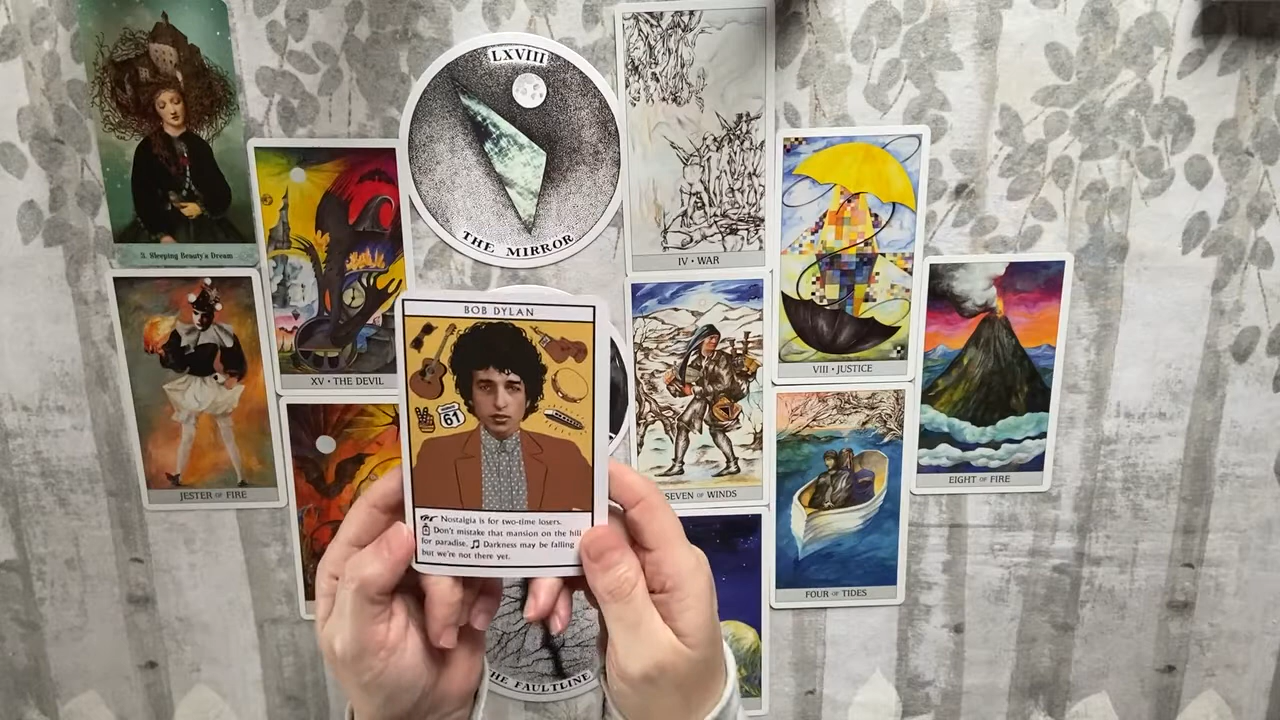 3. Sleeping Beauty's Dream
LXVIII
THE MIRROR
IV • WAR
XV • THE DEVIL
VIII • JUSTICE
JESTER OF FIRE
SEVEN OF WINDS
EIGHT OF FIRE
FOUR OF TIDES
BOB DYLAN
61
Nostalgia is for two-time losers.
Don't mistake that mansion on the hill
for paradise. Darkness may be falling
but we're not there yet.
HE FAULTLINE